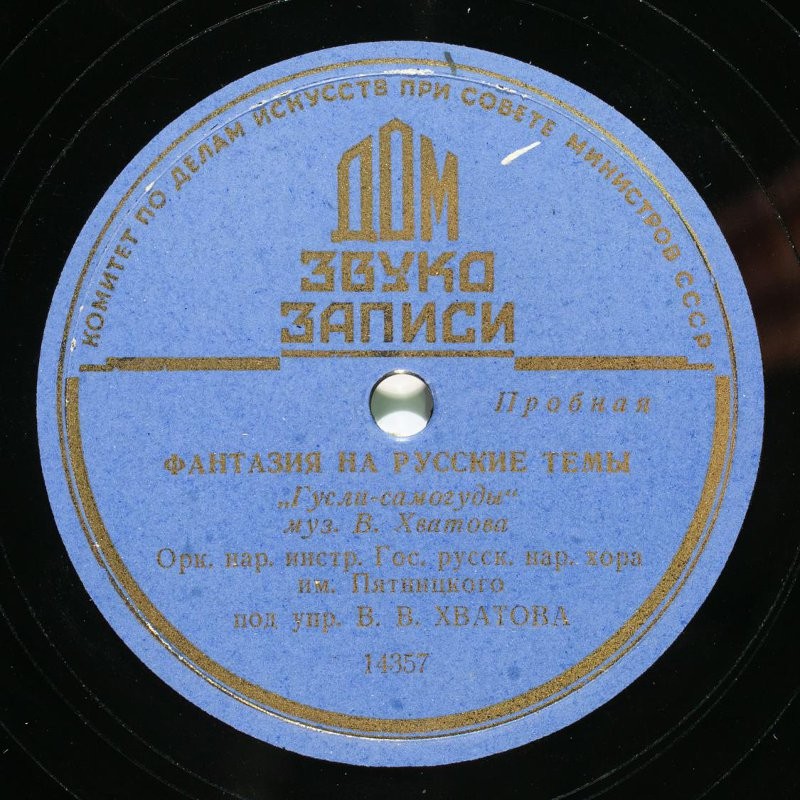 КОМИТЕТ ПО ДЕЛАМ ИСКУССТВ ПРИ СОВЕТЕ МИНИСТРОВ СССР
ДОМ
ЗВУКО
ЗАПИСИ
Пробная
ФАНТАЗИЯ НА РУССКИЕ ТЕМЫ
„Гусли-самогуды“
муз. В. Хватова
Орк. нар. инстр. Гос. русск. нар. хора
им. Пятницкого
под упр. В. В. ХВАТОВА
14357